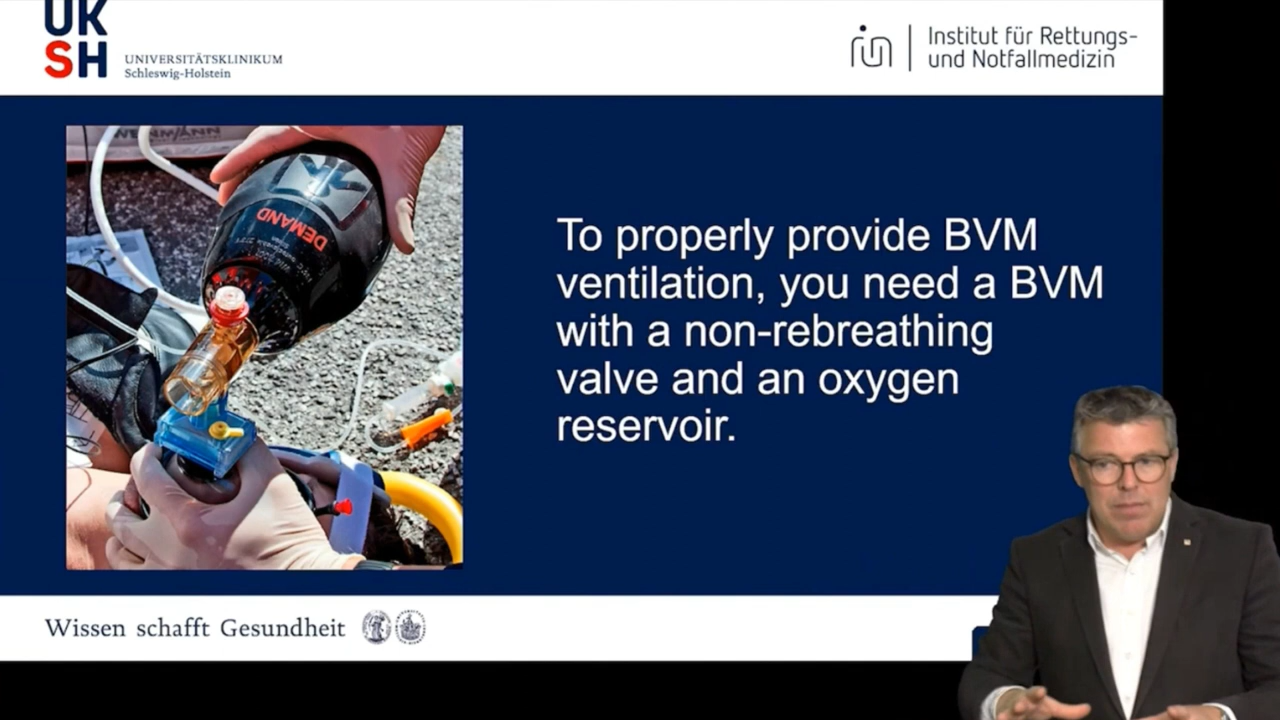 UK
SH
UNIVERSITÄTSKLINIKUM
Schleswig-Holstein
Institut für Rettungs-
und Notfallmedizin
WEINMANN
DEMAND
To properly provide BVM
ventilation, you need a BVM
with a non-rebreathing
valve and an oxygen
reservoir.
Wissen schafft Gesundheit